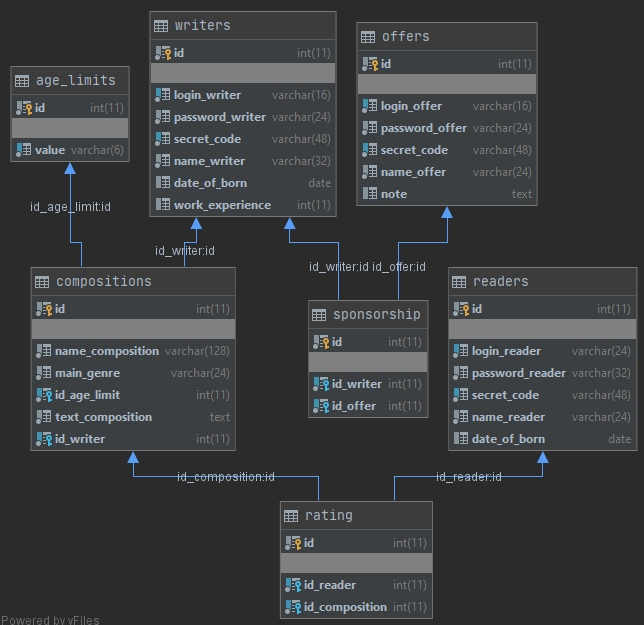 writers
id int(11)
login_writer varchar(16)
password_writer varchar(24)
secret_code varchar(48)
name_writer varchar(32)
date_of_born date
work_experience int(11)
offers
id int(11)
login_offer varchar(16)
password_offer varchar(24)
secret_code varchar(48)
name_offer varchar(24)
note text
age_limits
id int(11)
value varchar(6)
id_age_limit:id
id_writer:id
id_writer:id
id_offer:id
compositions
id int(11)
name_composition varchar(128)
main_genre varchar(24)
id_age_limit int(11)
text_composition text
id_writer int(11)
sponsorship
id int(11)
id_writer int(11)
id_offer int(11)
readers
id int(11)
login_reader varchar(24)
password_reader varchar(32)
secret_code varchar(48)
name_reader varchar(24)
date_of_born date
id_composition:id
id_reader:id
rating
id int(11)
id_reader int(11)
id_composition int(11)
Powered by yFiles